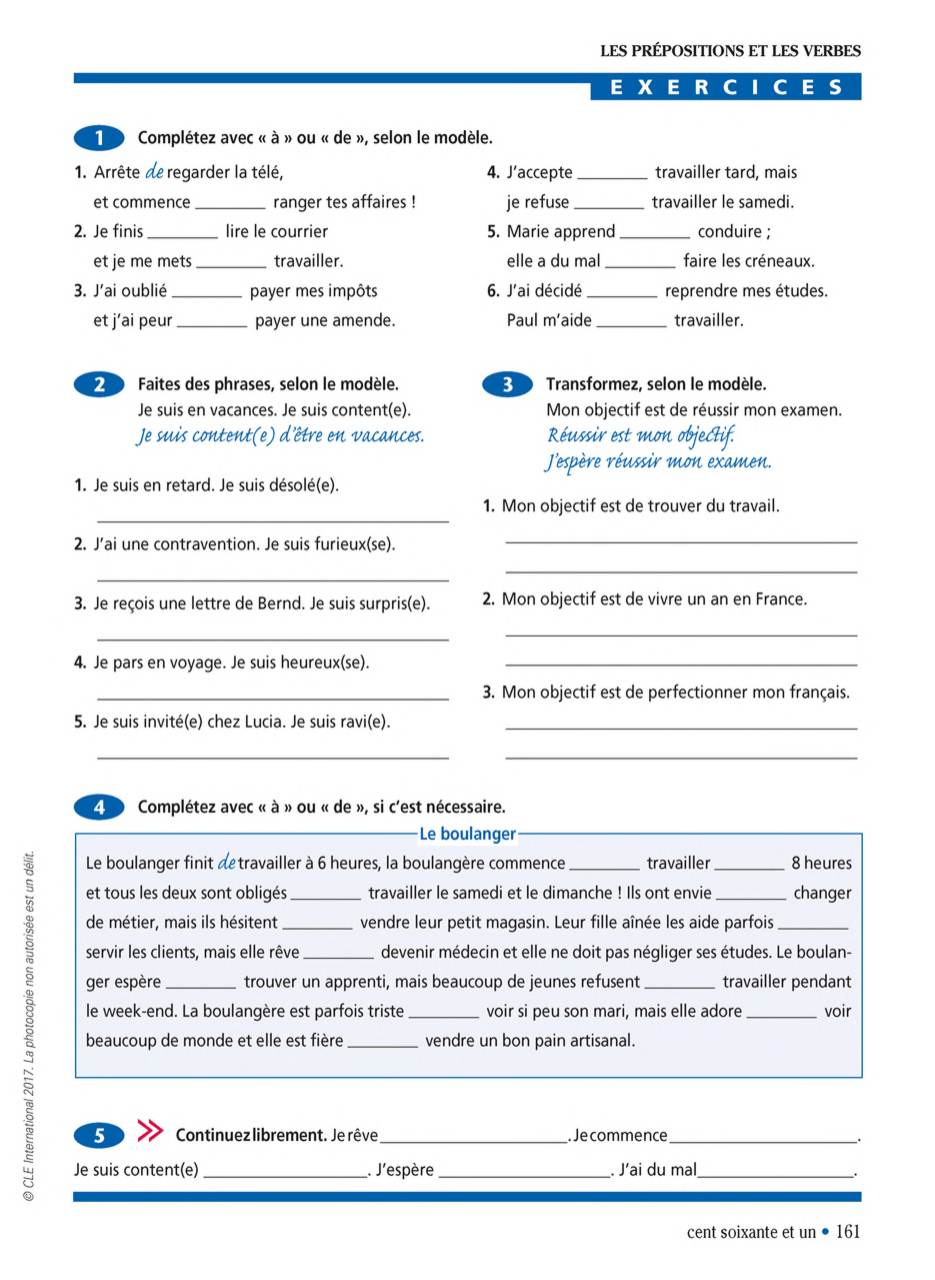 LES PRÉPOSITIONS ET LES VERBES
EXERCICES
1 Complétez avec « à » ou « de », selon le modèle.
1. Arrête de regarder la télé,
et commence ________ ranger tes affaires !
2. Je finis ________ lire le courrier
et je me mets ________ travailler.
3. J'ai oublié ________ payer mes impôts
et j'ai peur ________ payer une amende.
4. J'accepte ________ travailler tard, mais
je refuse ________ travailler le samedi.
5. Marie apprend ________ conduire ;
elle a du mal ________ faire les créneaux.
6. J'ai décidé ________ reprendre mes études.
Paul m'aide ________ travailler.
2 Faites des phrases, selon le modèle.
Je suis en vacances. Je suis content(e).
Je suis content(e) d'être en vacances.
1. Je suis en retard. Je suis désolé(e).
2. J'ai une contravention. Je suis furieux(se).
3. Je reçois une lettre de Bernd. Je suis surpris(e).
4. Je pars en voyage. Je suis heureux(se).
5. Je suis invité(e) chez Lucia. Je suis ravi(e).
3 Transformez, selon le modèle.
Mon objectif est de réussir mon examen.
Réussir est mon objectif.
J'espère réussir mon examen.
1. Mon objectif est de trouver du travail.
2. Mon objectif est de vivre un an en France.
3. Mon objectif est de perfectionner mon français.
4 Complétez avec « à » ou « de », si c'est nécessaire.
Le boulanger
Le boulanger finit de travailler à 6 heures, la boulangère commence ________ travailler ________ 8 heures
et tous les deux sont obligés ________ travailler le samedi et le dimanche ! Ils ont envie ________ changer
de métier, mais ils hésitent ________ vendre leur petit magasin. Leur fille aînée les aide parfois ________
servir les clients, mais elle rêve ________ devenir médecin et elle ne doit pas négliger ses études. Le boulan-
ger espère ________ trouver un apprenti, mais beaucoup de jeunes refusent ________ travailler pendant
le week-end. La boulangère est parfois triste ________ voir si peu son mari, mais elle adore ________ voir
beaucoup de monde et elle est fière ________ vendre un bon pain artisanal.
5 Continuez librement. Je rêve ________. Je commence ________.
Je suis content(e) ________. J'espère ________. J'ai du mal ________.
© CLE International 2017. La photocopie non autorisée est un délit.
cent soixante et un • 161